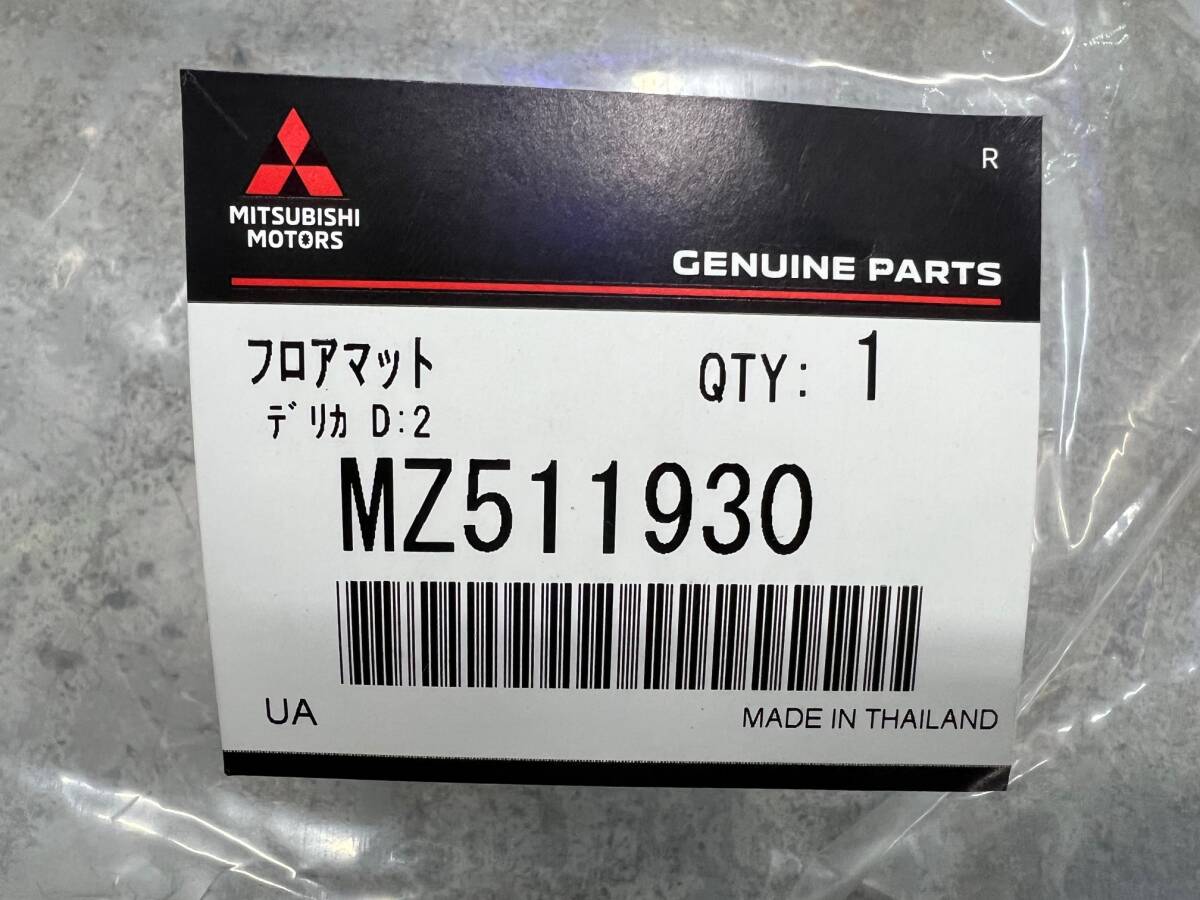 MITSUBISHI
MOTORS
R
GENUINE PARTS
フロアマット
QTY: 1
デリカ D:2
MZ511930
UA
MADE IN THAILAND